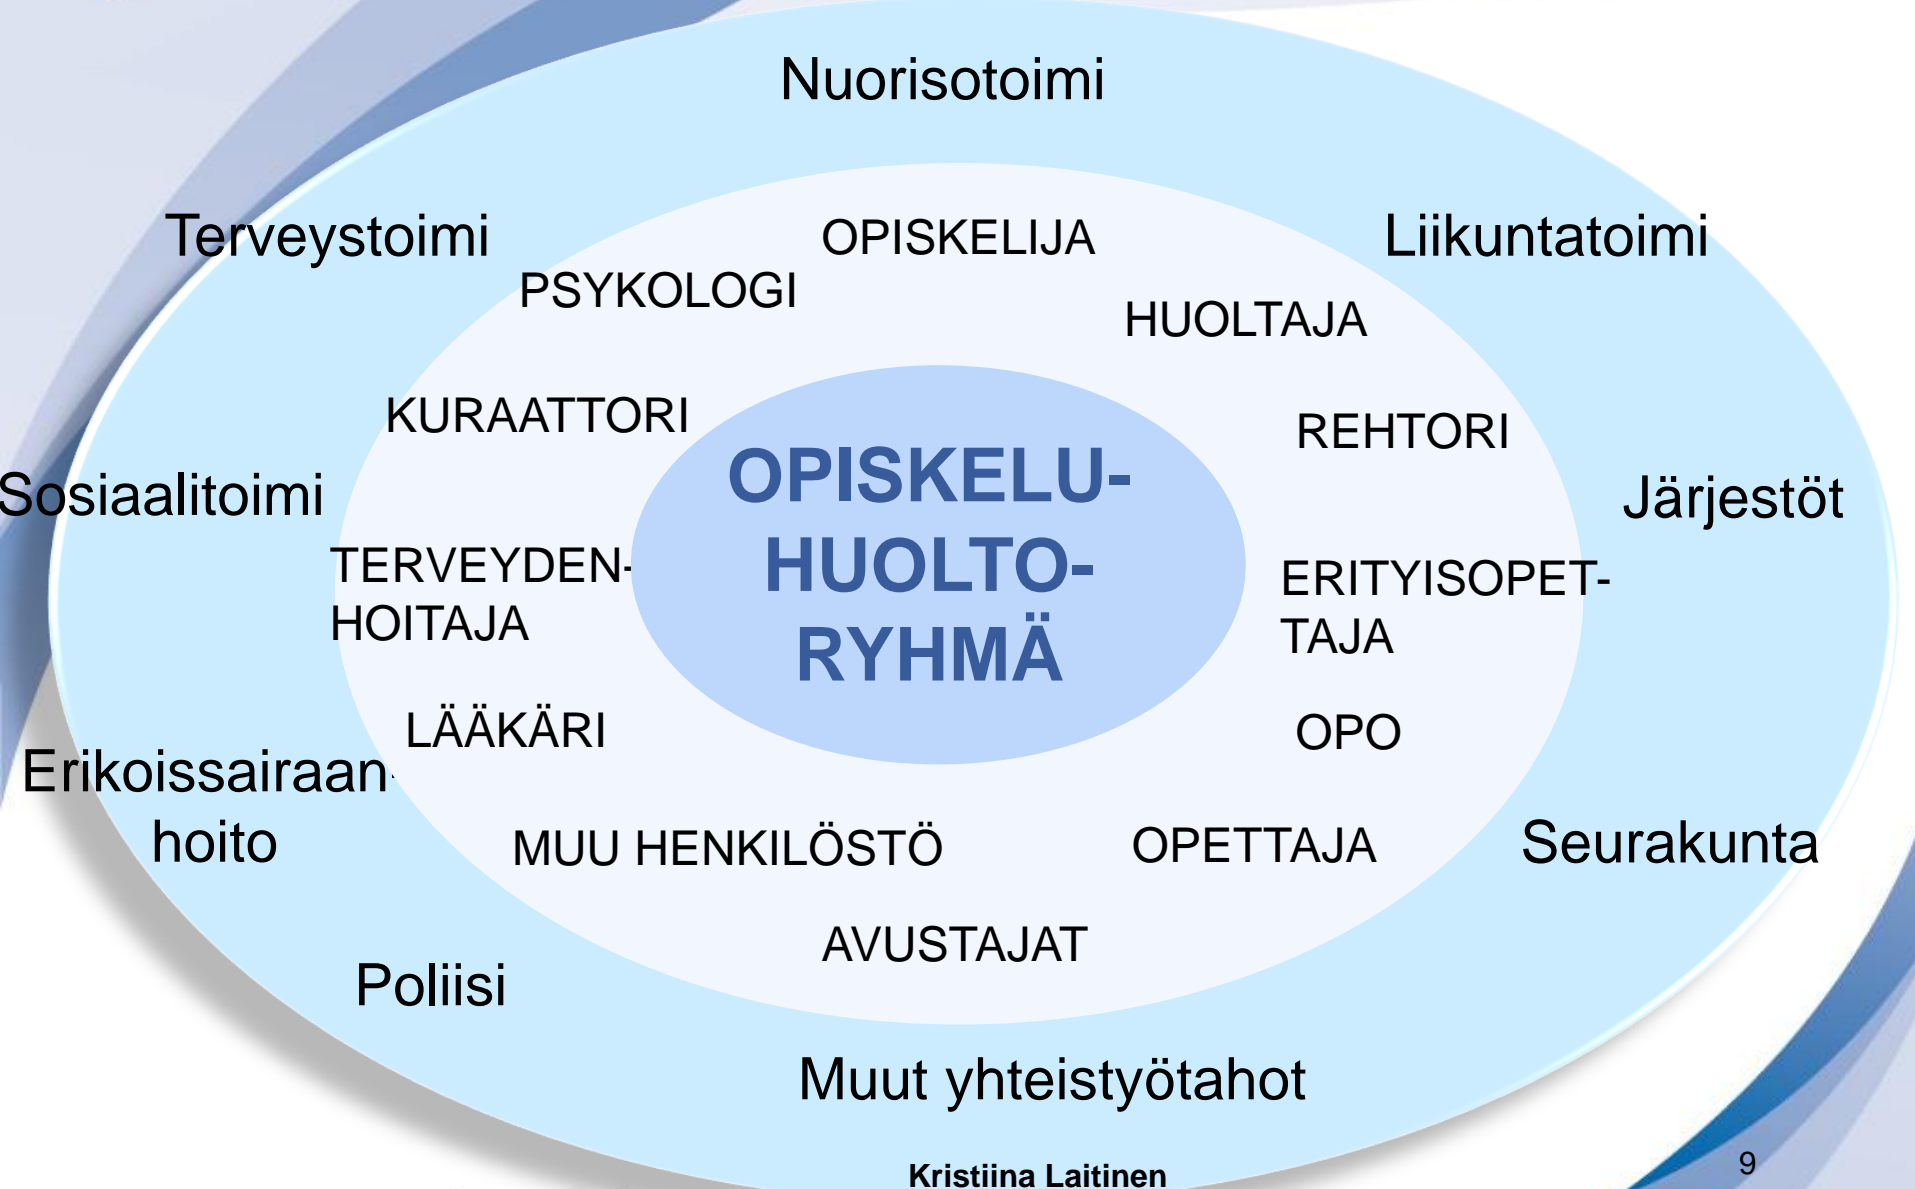 Nuorisotoimi
Terveystoimi
OPISKELIJA
Liikuntatoimi
PSYKOLOGI
HUOLTAJA
KURAATTORI
REHTORI
OPISKELU-
HUOLTO-
RYHMÄ
Sosiaalitoimi
Järjestöt
TERVEYDEN-
HOITAJA
ERITYISOPET-
TAJA
LÄÄKÄRI
OPO
Erikoissairaan-
hoito
MUU HENKILÖSTÖ
OPETTAJA
Seurakunta
AVUSTAJAT
Poliisi
Muut yhteistyötahot
Kristiina Laitinen
9